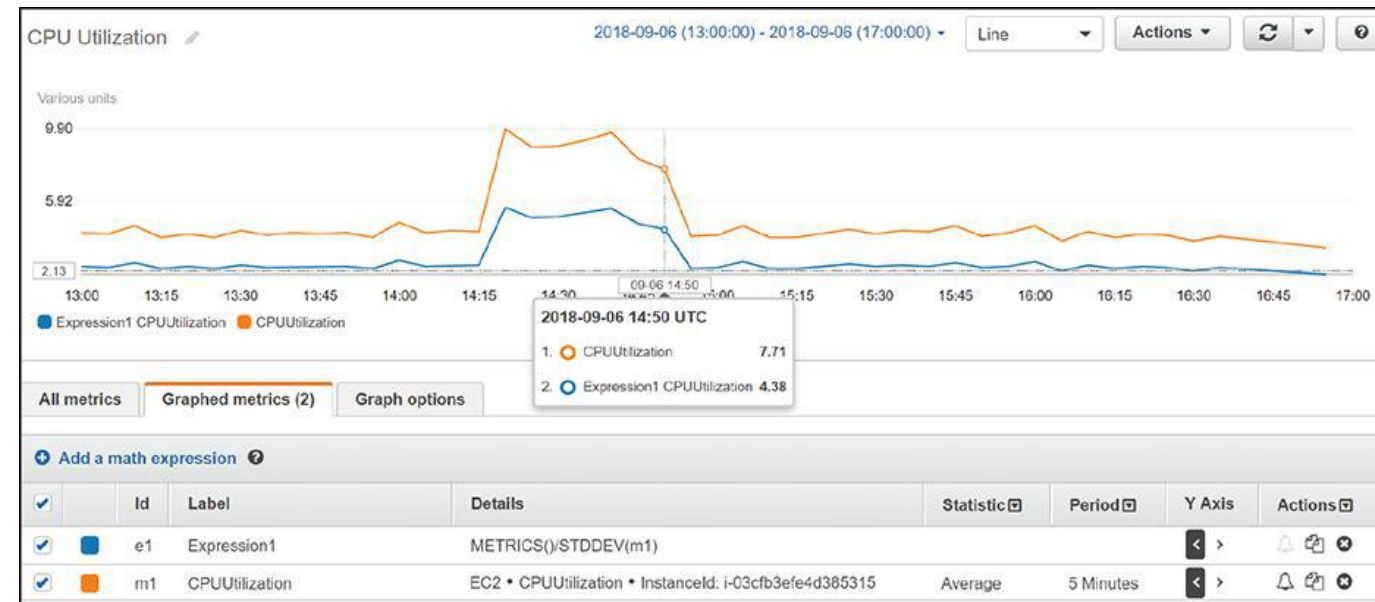 CPU Utilization
2018-09-06 (13:00:00) - 2018-09-06 (17:00:00)
Line
Actions
Various units
9.90
5.92
2.13
09-06 14:50
13:00 13:15 13:30 13:45 14:00 14:15 14:30 15:00 15:15 15:30 15:45 16:00 16:15 16:30 16:45 17:00
Expression1 CPUUtilization CPUUtilization
2018-09-06 14:50 UTC
1. CPUUtilization 7.71
2. Expression1 CPUUtilization 4.38
All metrics Graphed metrics (2) Graph options
Add a math expression
Id Label Details Statistic Period Y Axis Actions
e1 Expression1 METRICS()/STDDEV(m1) < >
m1 CPUUtilization EC2 • CPUUtilization • InstanceId: i-03cfb3efe4d385315 Average 5 Minutes < >